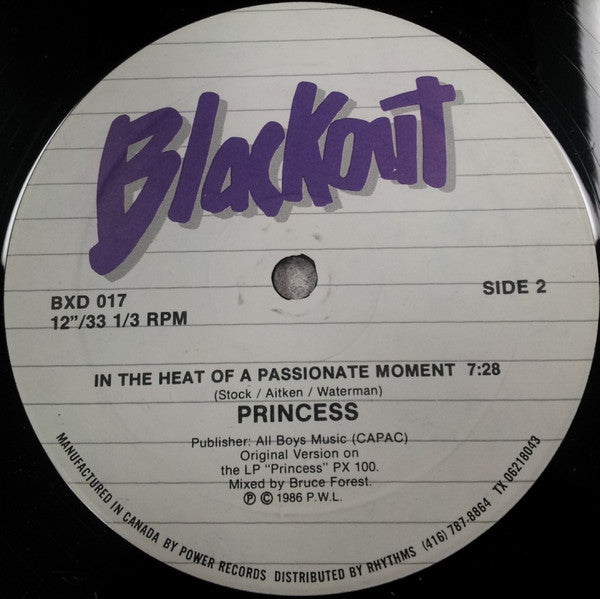 Blackout
BXD 017
12"/33 1/3 RPM
SIDE 2
IN THE HEAT OF A PASSIONATE MOMENT 7:28
(Stock / Aitken / Waterman)
PRINCESS
Publisher: All Boys Music (CAPAC)
Original Version on
the LP "Princess" PX 100.
Mixed by Bruce Forest.
Ⓟ © 1986 P.W.L.
MANUFACTURED IN CANADA BY POWER RECORDS DISTRIBUTED BY RHYTHMS (416) 787-8864 TX 06218043